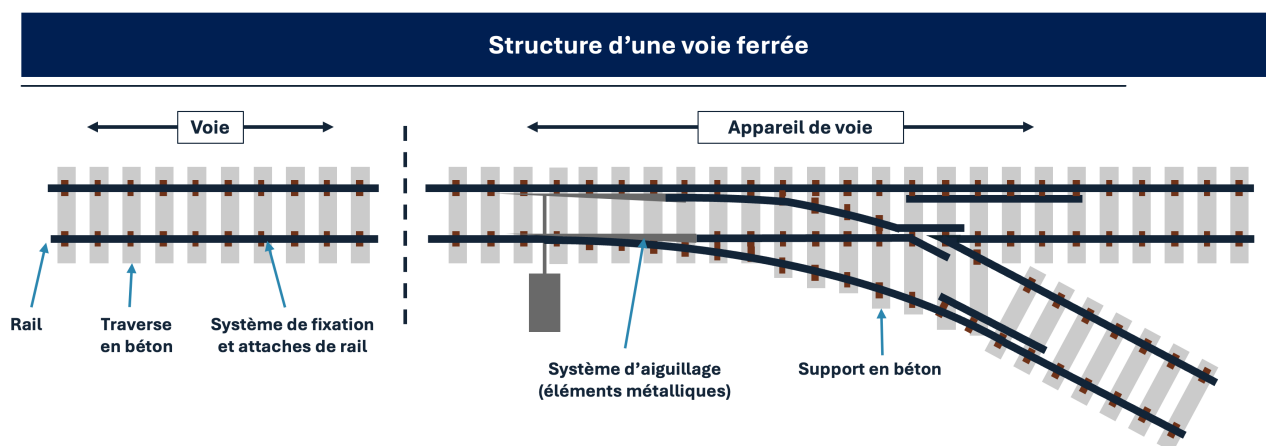 Structure d’une voie ferrée
Voie
Appareil de voie
Rail
Traverse
en béton
Système de fixation
et attaches de rail
Système d’aiguillage
(éléments métalliques)
Support en béton